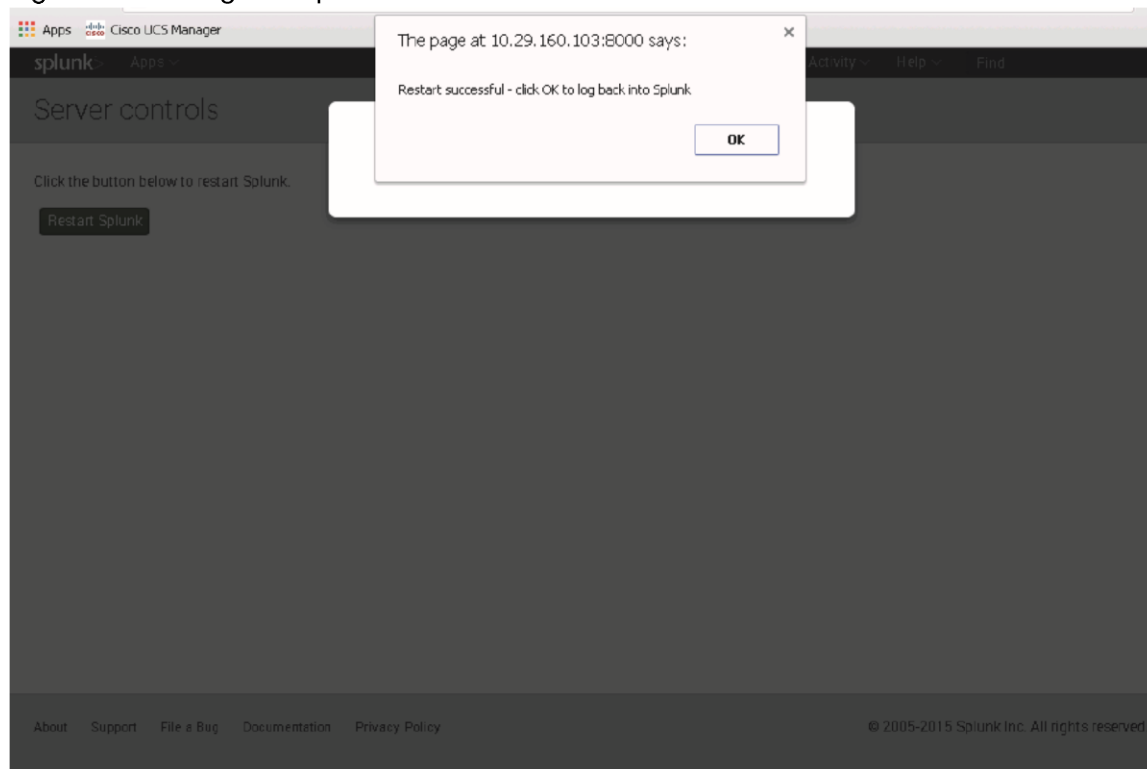 Apps Cisco UCS Manager
The page at 10.29.160.103:8000 says:
Restart successful - click OK to log back into Splunk
OK
splunk> Apps Activity Help Find
Server controls
Click the button below to restart Splunk.
Restart Splunk
About Support File a Bug Documentation Privacy Policy © 2005-2015 Splunk Inc. All rights reserved